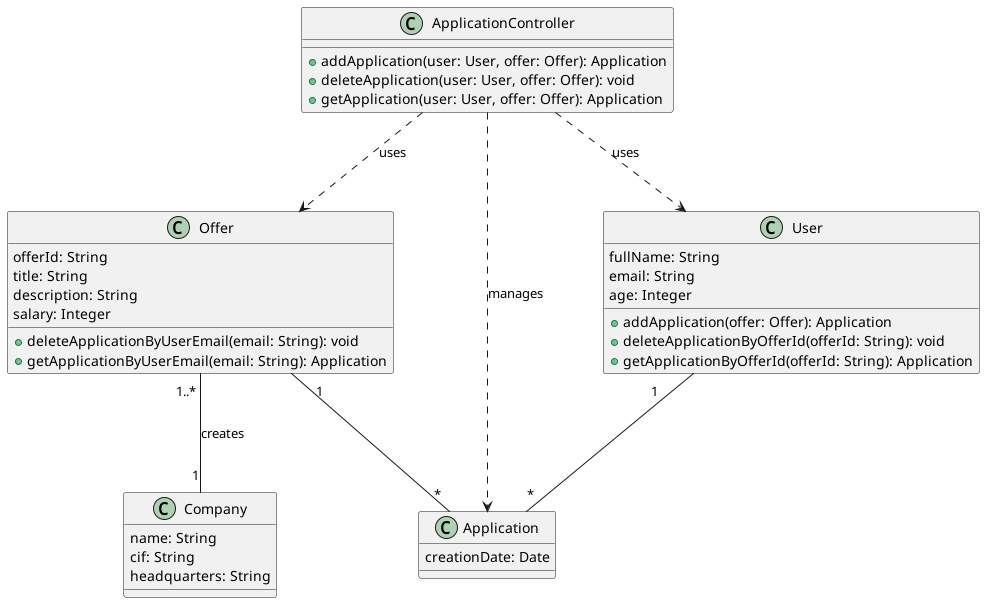 C ApplicationController
addApplication(user: User, offer: Offer): Application
deleteApplication(user: User, offer: Offer): void
getApplication(user: User, offer: Offer): Application
uses
uses
C Offer
offerId: String
title: String
description: String
salary: Integer
deleteApplicationByUserEmail(email: String): void
getApplicationByUserEmail(email: String): Application
manages
C User
fullName: String
email: String
age: Integer
addApplication(offer: Offer): Application
deleteApplicationByOfferId(offerId: String): void
getApplicationByOfferId(offerId: String): Application
1..*
creates
1
1
*
1
*
C Company
name: String
cif: String
headquarters: String
C Application
creationDate: Date